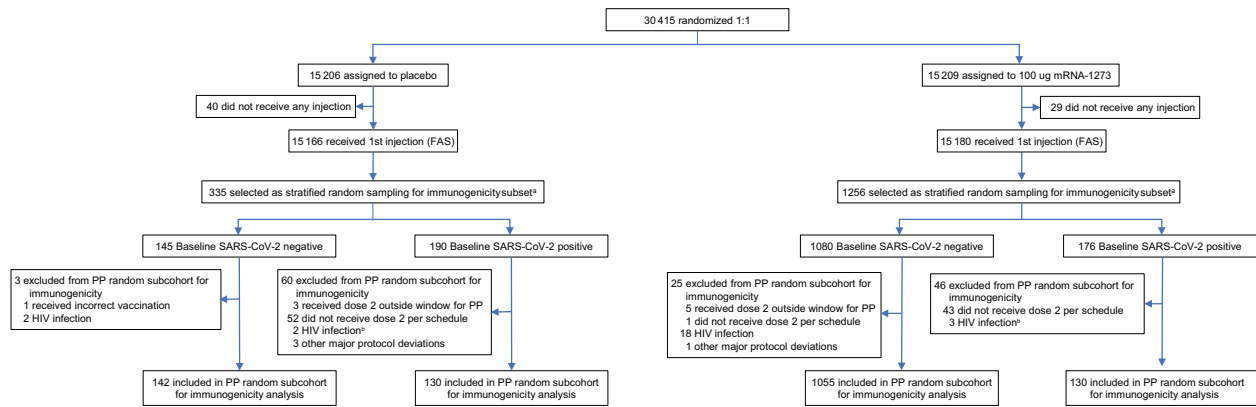 30 415 randomized 1:1
15 206 assigned to placebo
15 209 assigned to 100 ug mRNA-1273
40 did not receive any injection
29 did not receive any injection
15 166 received 1st injection (FAS)
15 180 received 1st injection (FAS)
335 selected as stratified random sampling for immunogenicity subsetᵃ
1256 selected as stratified random sampling for immunogenicity subsetᵃ
145 Baseline SARS-CoV-2 negative
190 Baseline SARS-CoV-2 positive
1080 Baseline SARS-CoV-2 negative
176 Baseline SARS-CoV-2 positive
3 excluded from PP random subcohort for
immunogenicity
1 received incorrect vaccination
2 HIV infection
60 excluded from PP random subcohort for
immunogenicity
3 received dose 2 outside window for PP
52 did not receive dose 2 per schedule
2 HIV infectionᵇ
3 other major protocol deviations
25 excluded from PP random subcohort for
immunogenicity
5 received dose 2 outside window for PP
1 did not receive dose 2 per schedule
18 HIV infection
1 other major protocol deviations
46 excluded from PP random subcohort for
immunogenicity
43 did not receive dose 2 per schedule
3 HIV infectionᵇ
142 included in PP random subcohort
for immunogenicity analysis
130 included in PP random subcohort
for immunogenicity analysis
1055 included in PP random subcohort
for immunogenicity analysis
130 included in PP random subcohort
for immunogenicity analysis